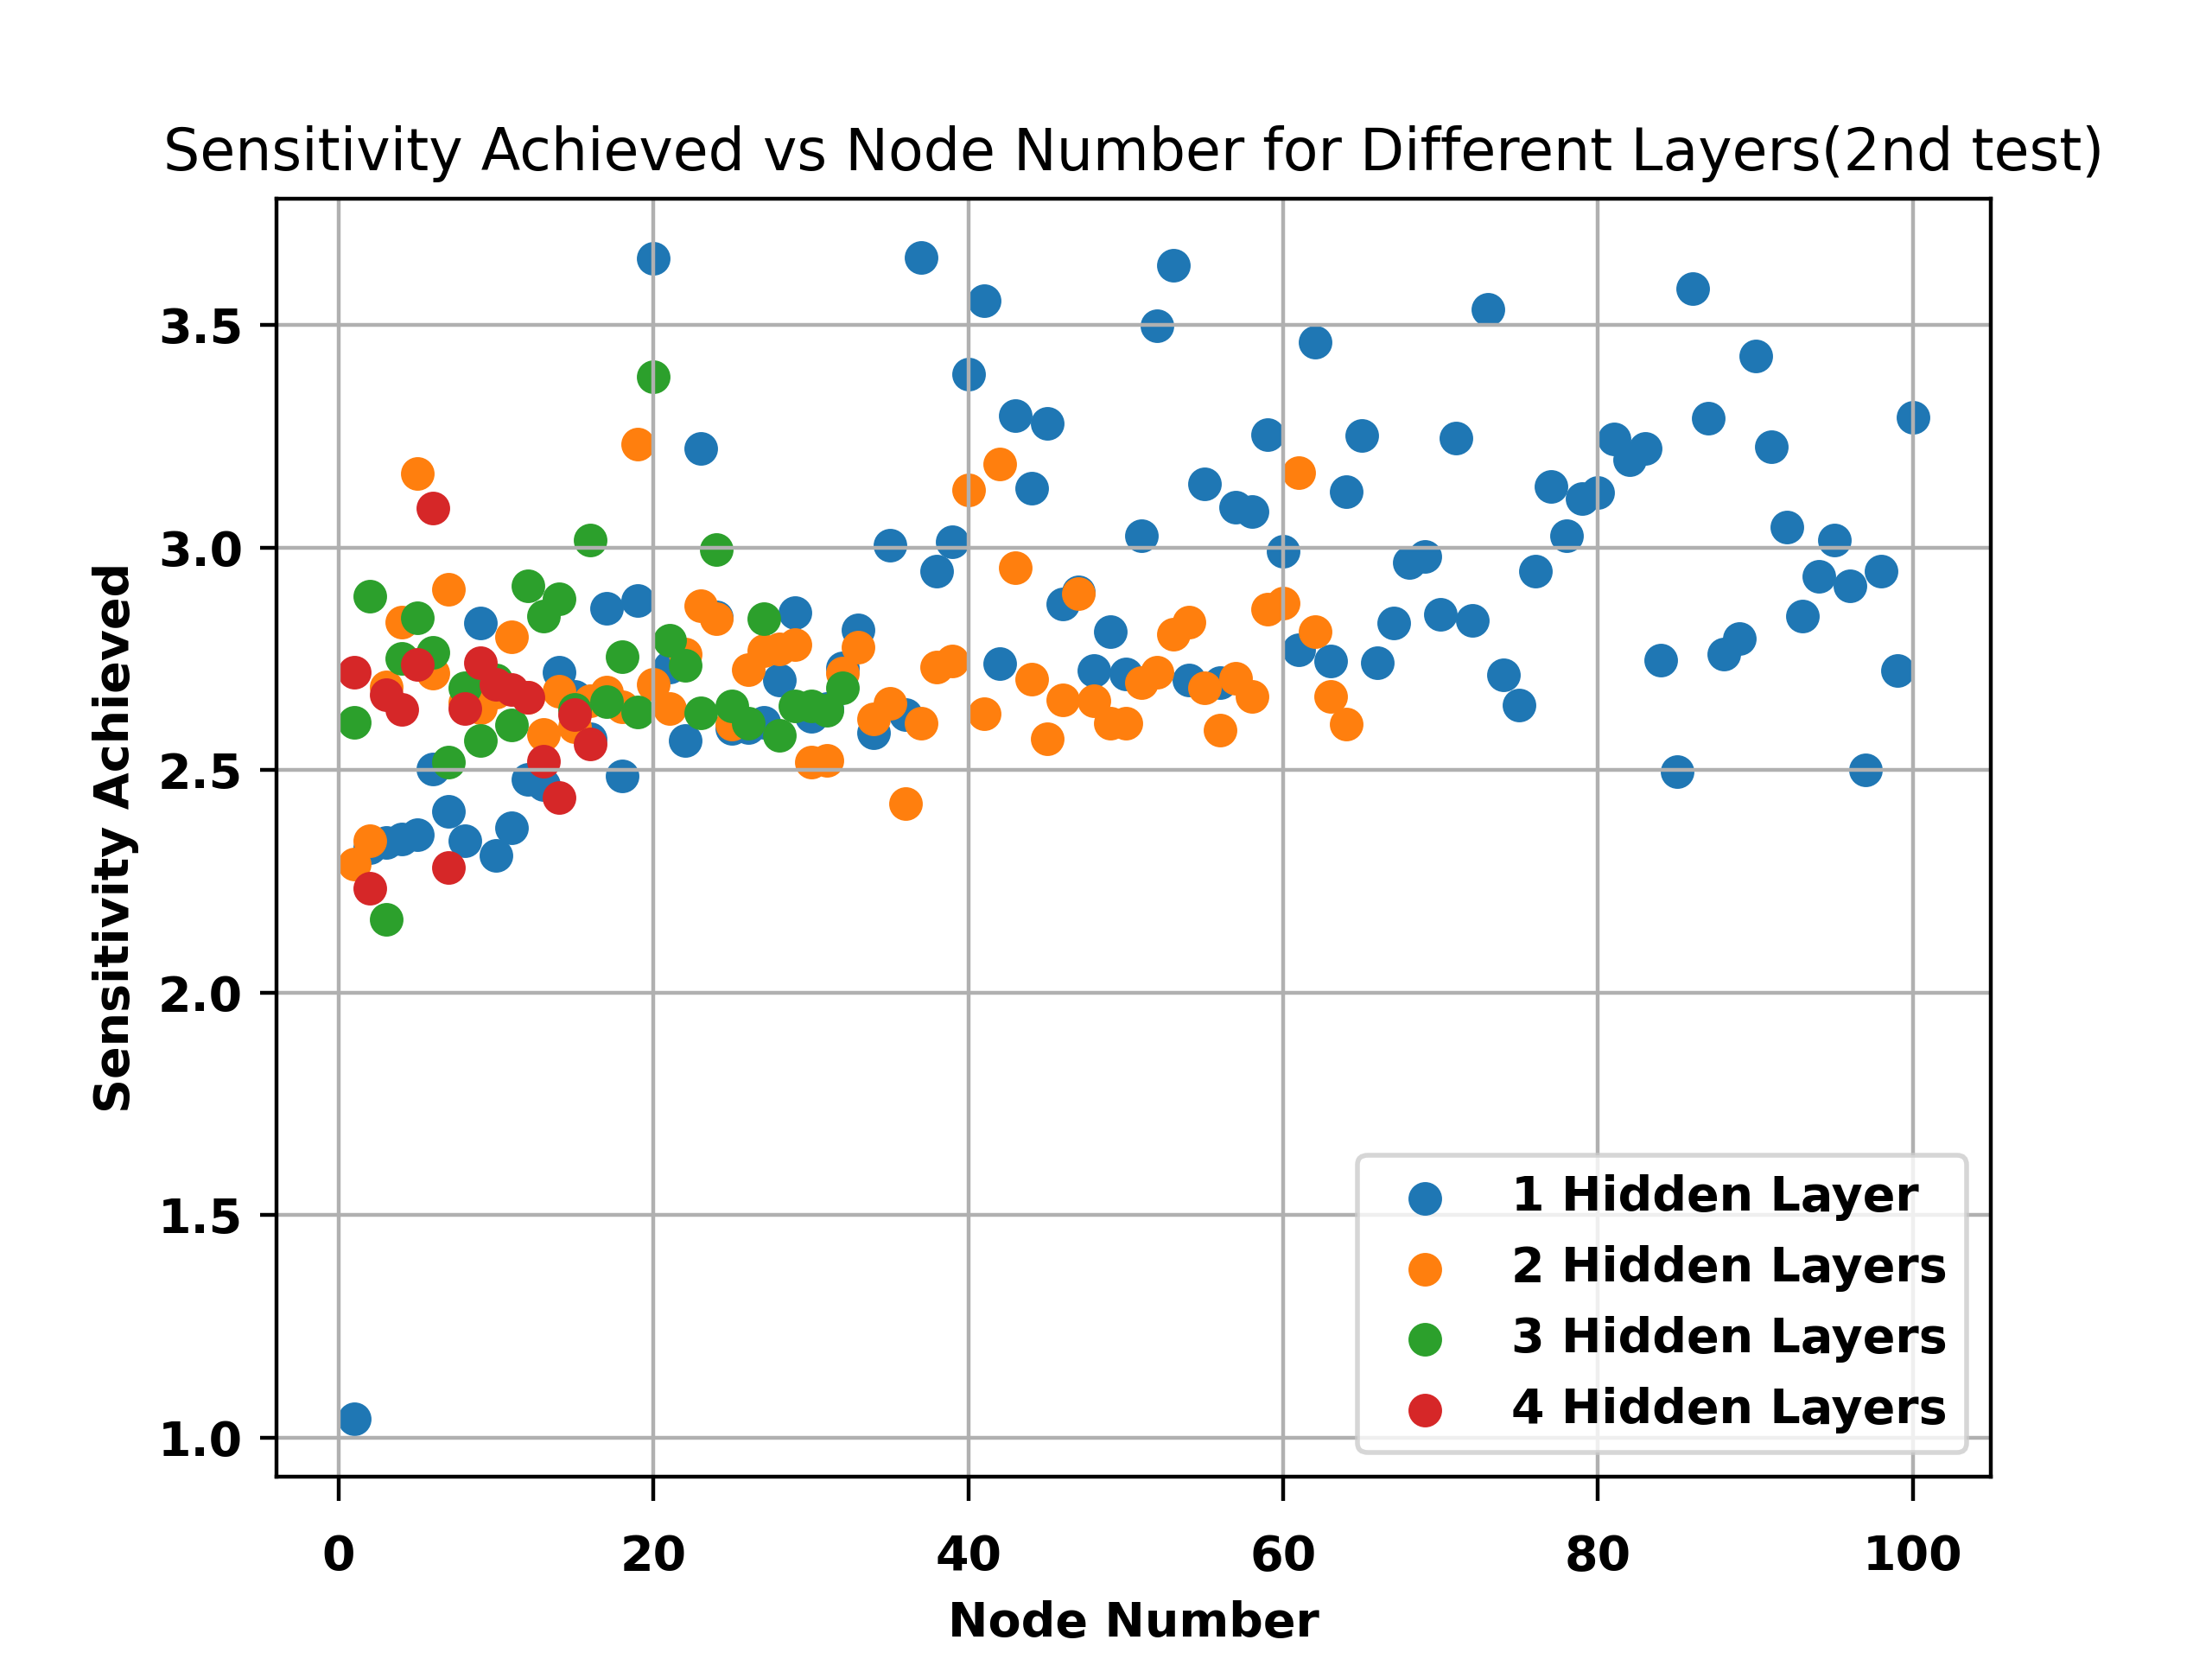 Sensitivity Achieved vs Node Number for Different Layers(2nd test)
Sensitivity Achieved
3.5
3.0
2.5
2.0
1.5
1.0
1 Hidden Layer
2 Hidden Layers
3 Hidden Layers
4 Hidden Layers
0 20 40 60 80 100
Node Number